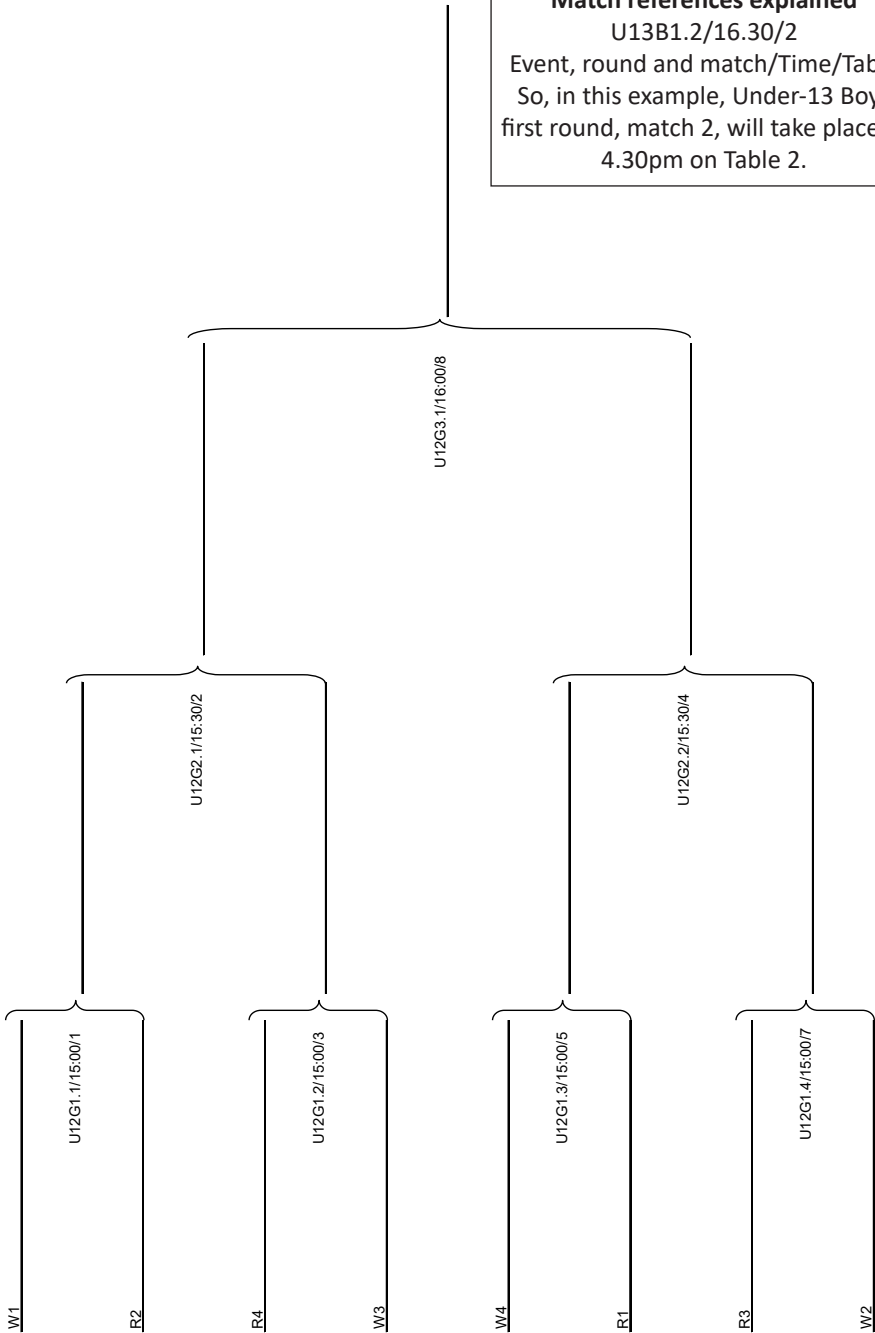 Match references explained
U13B1.2/16.30/2
Event, round and match/Time/Tab
So, in this example, Under-13 Boy
first round, match 2, will take place
4.30pm on Table 2.
U12G3.1/16:00/8
U12G2.1/15:30/2
U12G2.2/15:30/4
U12G1.1/15:00/1
U12G1.2/15:00/3
U12G1.3/15:00/5
U12G1.4/15:00/7
W1
R2
R4
W3
W4
R1
R3
W2